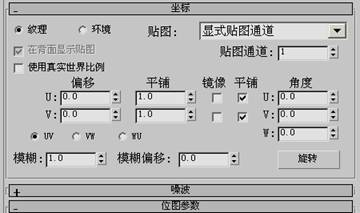 坐标
纹理 环境 贴图: 显式贴图通道
在背面显示贴图 贴图通道: 1
使用真实世界比例
偏移 平铺 镜像 平铺 角度
U: 0.0 1.0 U: 0.0
V: 0.0 1.0 V: 0.0
UV VW WU W: 0.0
模糊: 1.0 模糊偏移: 0.0 旋转
+ 噪波
位图参数